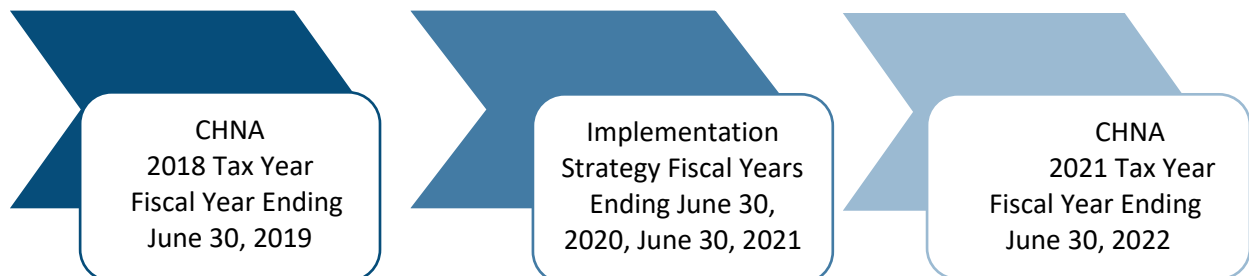 CHNA
2018 Tax Year
Fiscal Year Ending
June 30, 2019
Implementation
Strategy Fiscal Years
Ending June 30,
2020, June 30, 2021
CHNA
2021 Tax Year
Fiscal Year Ending
June 30, 2022